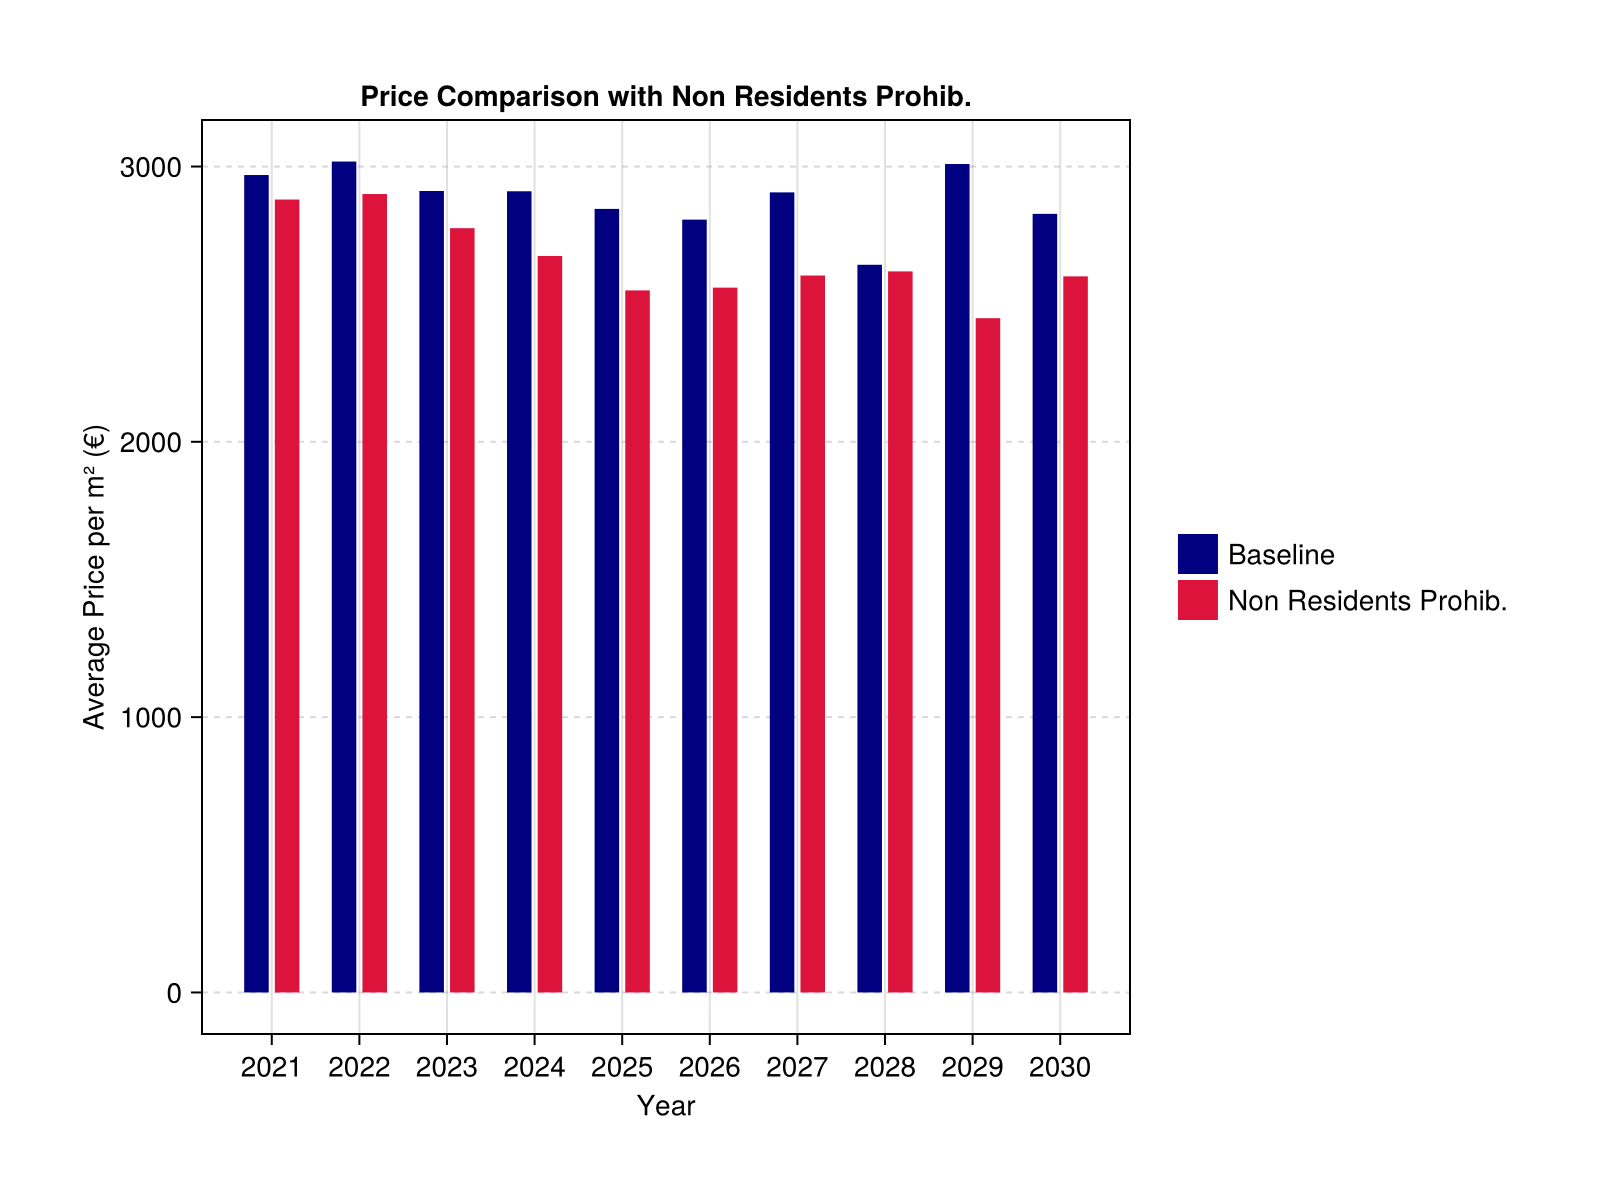 Price Comparison with Non Residents Prohib.
Average Price per m² (€)
3000
2000
1000
0
2021 2022 2023 2024 2025 2026 2027 2028 2029 2030
Year
Baseline
Non Residents Prohib.